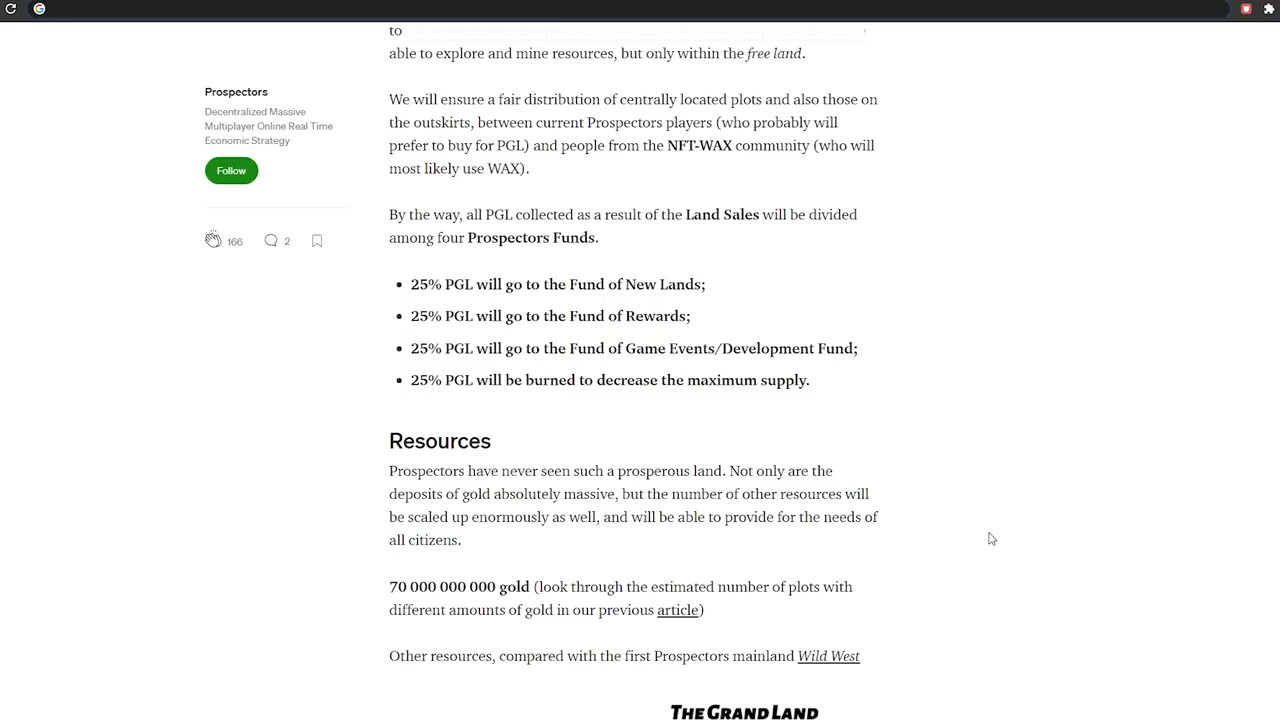 to
able to explore and mine resources, but only within the free land.
Prospectors
Decentralized Massive
Multiplayer Online Real Time
Economic Strategy
Follow
166 2
We will ensure a fair distribution of centrally located plots and also those on
the outskirts, between current Prospectors players (who probably will
prefer to buy for PGL) and people from the NFT-WAX community (who will
most likely use WAX).
By the way, all PGL collected as a result of the Land Sales will be divided
among four Prospectors Funds.
• 25% PGL will go to the Fund of New Lands;
• 25% PGL will go to the Fund of Rewards;
• 25% PGL will go to the Fund of Game Events/Development Fund;
• 25% PGL will be burned to decrease the maximum supply.
Resources
Prospectors have never seen such a prosperous land. Not only are the
deposits of gold absolutely massive, but the number of other resources will
be scaled up enormously as well, and will be able to provide for the needs of
all citizens.
70 000 000 000 gold (look through the estimated number of plots with
different amounts of gold in our previous article)
Other resources, compared with the first Prospectors mainland Wild West
THE GRAND LAND